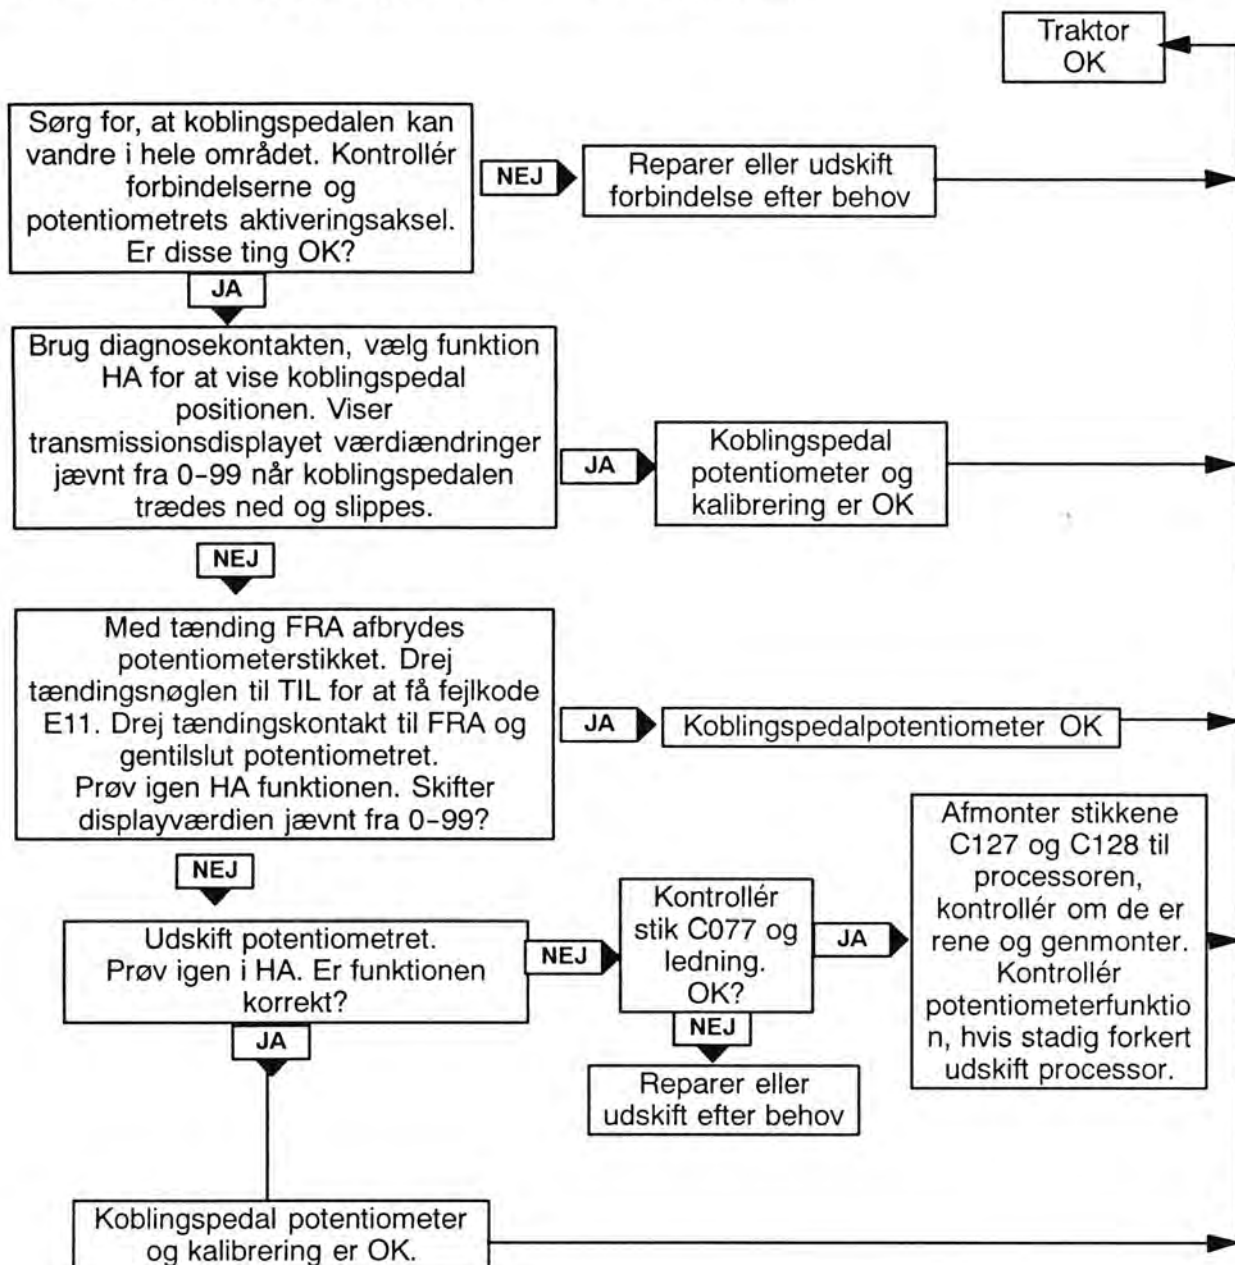 Traktor
OK
Sørg for, at koblingspedalen kan
vandre i hele området. Kontrollér
forbindelserne og
potentiometrets aktiveringsaksel.
Er disse ting OK?
NEJ
Reparer eller udskift
forbindelse efter behov
JA
Brug diagnosekontakten, vælg funktion
HA for at vise koblingspedal
positionen. Viser
transmissionsdisplayet værdiændringer
jævnt fra 0-99 når koblingspedalen
trædes ned og slippes.
JA
Koblingspedal
potentiometer og
kalibrering er OK
NEJ
Med tænding FRA afbrydes
potentiometerstikket. Drej
tændingsnøglen til TIL for at få fejlkode
E11. Drej tændingskontakt til FRA og
gentilslut potentiometret.
Prøv igen HA funktionen. Skifter
displayværdien jævnt fra 0-99?
JA
Koblingspedalpotentiometer OK
NEJ
Udskift potentiometret.
Prøv igen i HA. Er funktionen
korrekt?
NEJ
Kontrollér
stik C077 og
ledning.
OK?
JA
Afmonter stikkene
C127 og C128 til
processoren,
kontrollér om de er
rene og genmonter.
Kontrollér
potentiometerfunktio
n, hvis stadig forkert
udskift processor.
NEJ
Reparer eller
udskift efter behov
JA
Koblingspedal potentiometer
og kalibrering er OK.